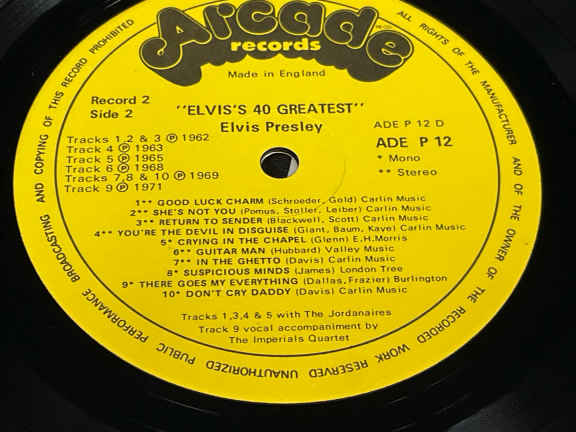 Arcade
records
Made in England
Record 2
Side 2
"ELVIS'S 40 GREATEST"
Elvis Presley
ADE P 12 D
ADE P 12
* Mono
** Stereo
Tracks 1,2 & 3 Ⓟ 1962
Track 4 Ⓟ 1963
Track 5 Ⓟ 1965
Track 6 Ⓟ 1968
Tracks 7,8 & 10 Ⓟ 1969
Track 9 Ⓟ 1971
1** GOOD LUCK CHARM (Schroeder, Gold) Carlin Music
2** SHE'S NOT YOU (Pomus, Stoller, Leiber) Carlin Music
3** RETURN TO SENDER (Blackwell, Scott) Carlin Music
4** YOU'RE THE DEVIL IN DISGUISE (Giant, Baum, Kaye) Carlin Music
5* CRYING IN THE CHAPEL (Glenn) E.H.Morris
6** GUITAR MAN (Hubbard) Valley Music
7** IN THE GHETTO (Davis) Carlin Music
8* SUSPICIOUS MINDS (James) London Tree
9* THERE GOES MY EVERYTHING (Dallas, Frazier) Burlington
10* DON'T CRY DADDY (Davis) Carlin Music
Tracks 1,3,4 & 5 with The Jordanaires
Track 9 vocal accompaniment by
The Imperials Quartet
ALL RIGHTS OF THE MANUFACTURER AND OF THE OWNER OF THE RECORDED WORK RESERVED UNAUTHORIZED PUBLIC PERFORMANCE BROADCASTING AND COPYING OF THIS RECORD PROHIBITED